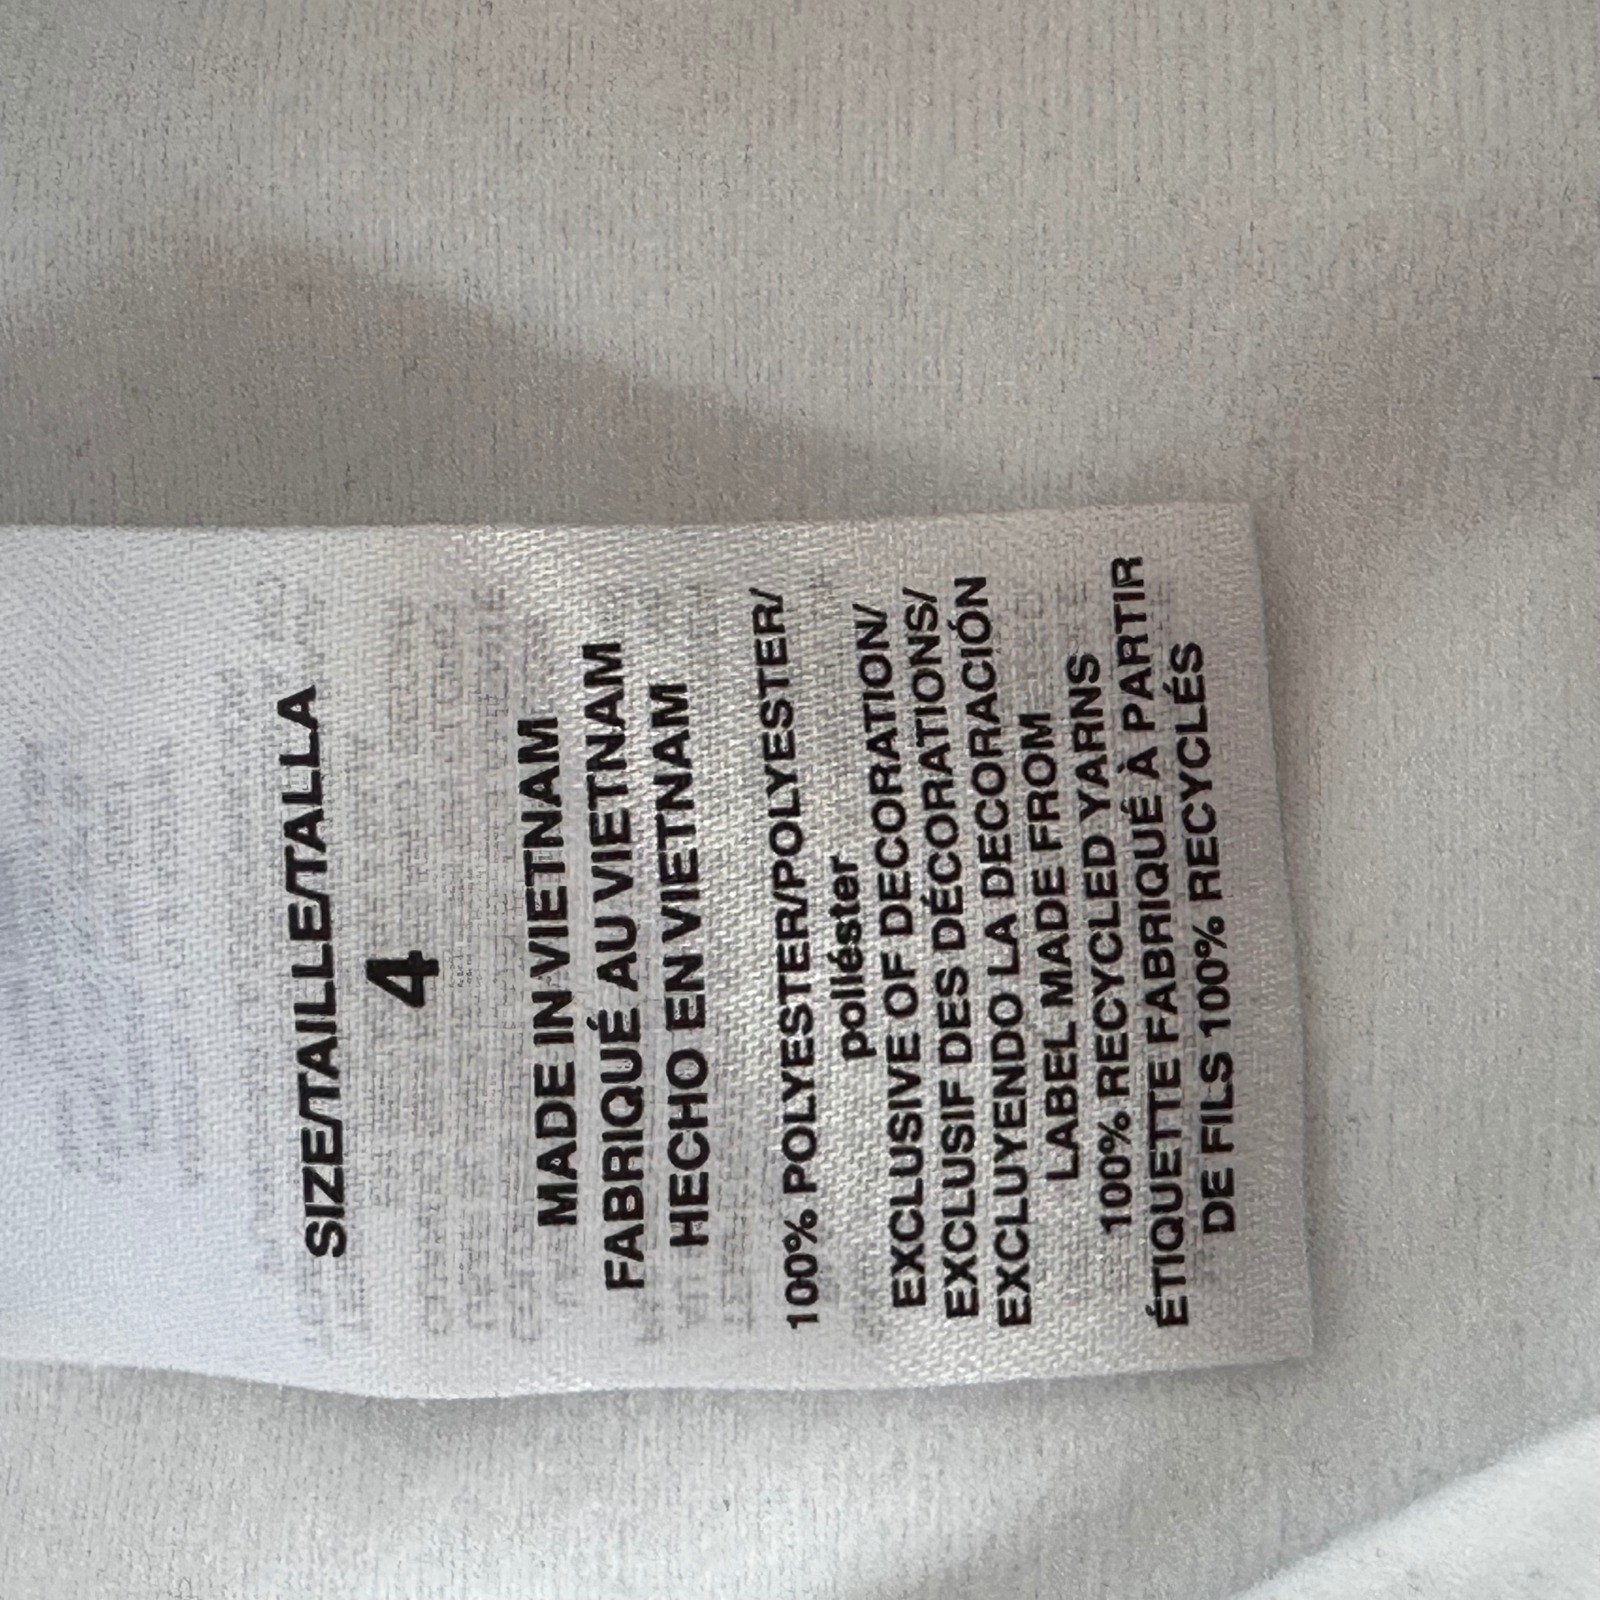 SIZE/TAILLE/TALLA
4
MADE IN VIETNAM
FABRIQUÉ AU VIETNAM
HECHO EN VIETNAM
100% POLYESTER/POLYESTER/
poliéster
EXCLUSIVE OF DECORATION/
EXCLUSIF DES DÉCORATIONS/
EXCLUYENDO LA DECORACIÓN
LABEL MADE FROM
100% RECYCLED YARNS
ÉTIQUETTE FABRIQUÉ À PARTIR
DE FILS 100% RECYCLÉS